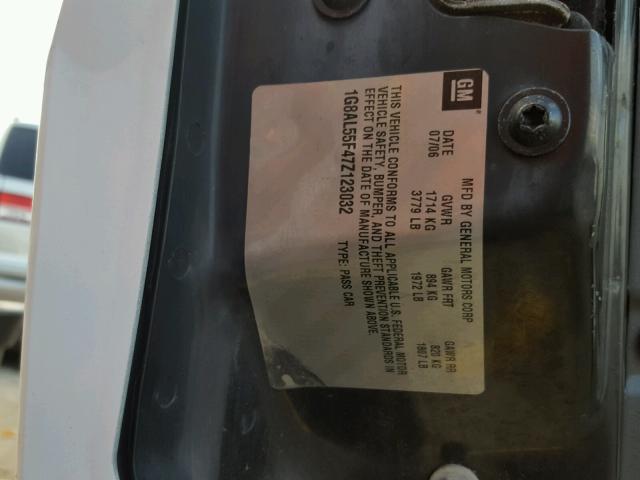 GM
MFD BY GENERAL MOTORS CORP
DATE GVWR GAWR FRT GAWR RR
07/06 1714 KG 894 KG 820 KG
3779 LB 1972 LB 1807 LB
THIS VEHICLE CONFORMS TO ALL APPLICABLE U.S. FEDERAL MOTOR
VEHICLE SAFETY, BUMPER, AND THEFT PREVENTION STANDARDS IN
EFFECT ON THE DATE OF MANUFACTURE SHOWN ABOVE.
1G8AL55F47Z123032 TYPE: PASS CAR